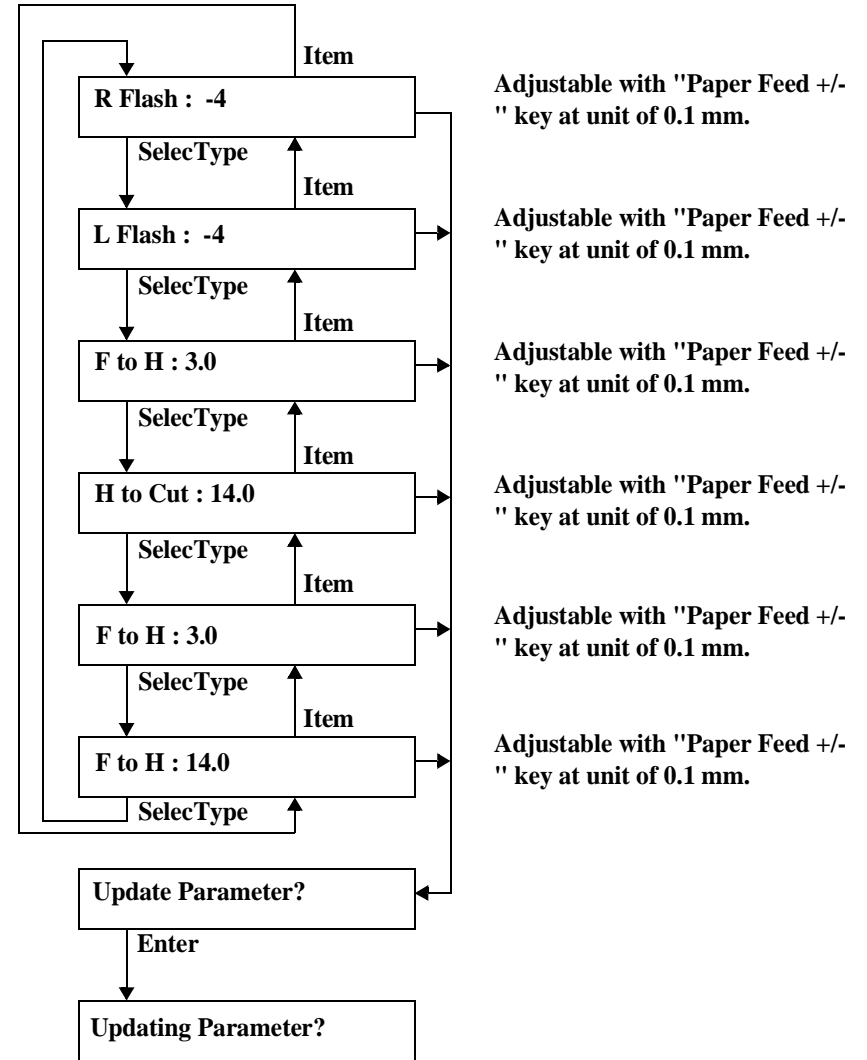 Item
R Flash :  -4
Adjustable with "Paper Feed +/-
" key at unit of 0.1 mm.
SelecType
Item
L Flash :  -4
Adjustable with "Paper Feed +/-
" key at unit of 0.1 mm.
SelecType
Item
F to H : 3.0
Adjustable with "Paper Feed +/-
" key at unit of 0.1 mm.
SelecType
Item
H to Cut : 14.0
Adjustable with "Paper Feed +/-
" key at unit of 0.1 mm.
SelecType
Item
F to H : 3.0
Adjustable with "Paper Feed +/-
" key at unit of 0.1 mm.
SelecType
Item
F to H : 14.0
Adjustable with "Paper Feed +/-
" key at unit of 0.1 mm.
SelecType
Update Parameter?
Enter
Updating Parameter?